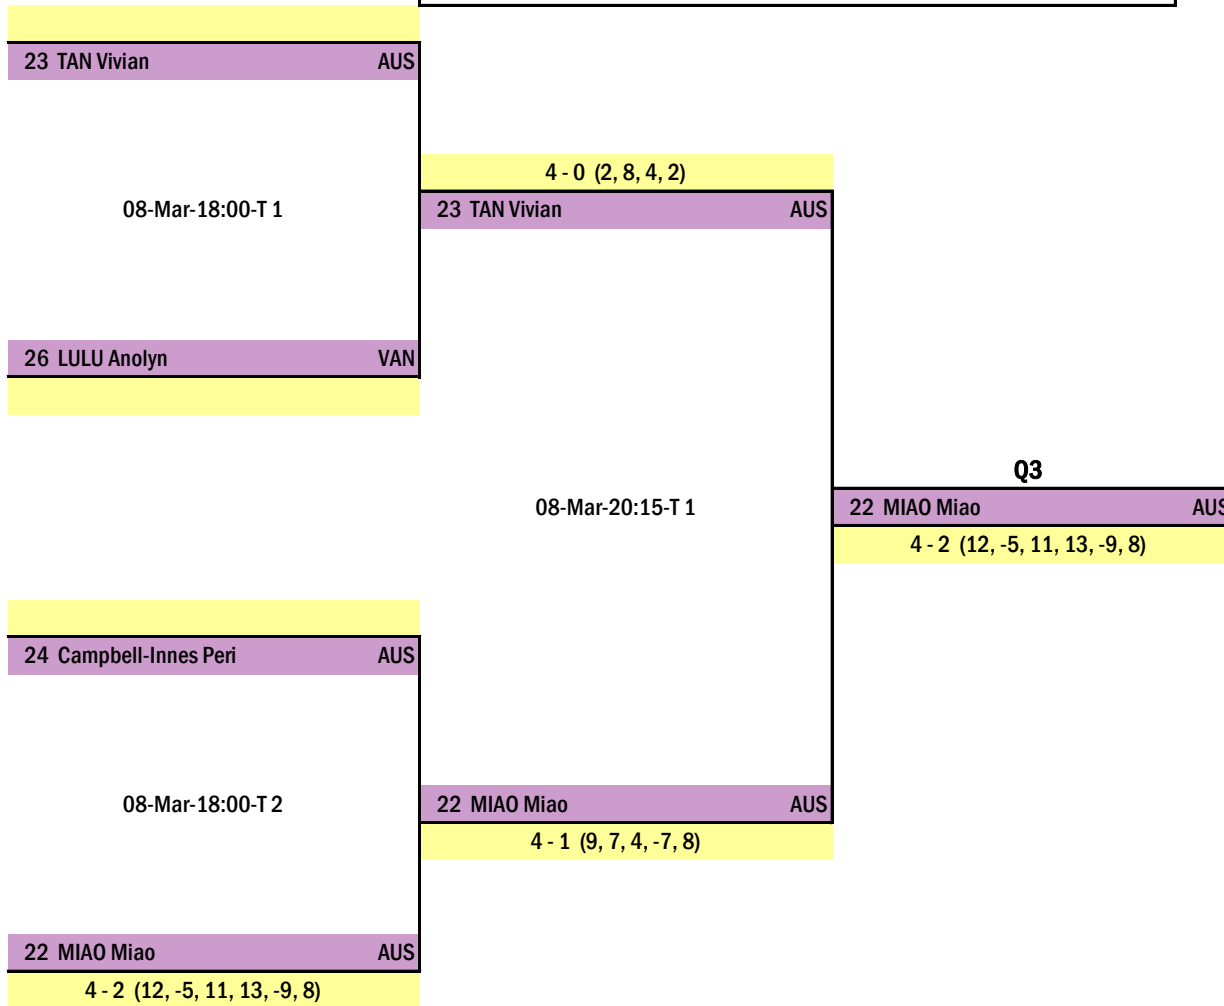 23 TAN Vivian AUS
4 - 0 (2, 8, 4, 2)
08-Mar-18:00-T 1
23 TAN Vivian AUS
26 LULU Anolyn VAN
Q3
08-Mar-20:15-T 1
22 MIAO Miao AUS
4 - 2 (12, -5, 11, 13, -9, 8)
24 Campbell-Innes Peri AUS
08-Mar-18:00-T 2
22 MIAO Miao AUS
4 - 1 (9, 7, 4, -7, 8)
22 MIAO Miao AUS
4 - 2 (12, -5, 11, 13, -9, 8)